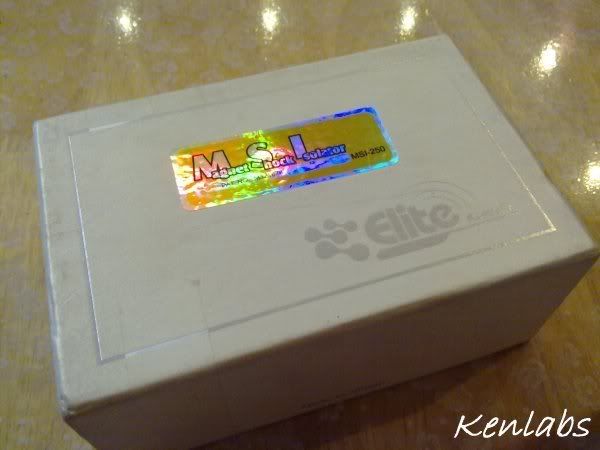 Magnetic Shock Isolator MSI-250
Elite
Kenlabs